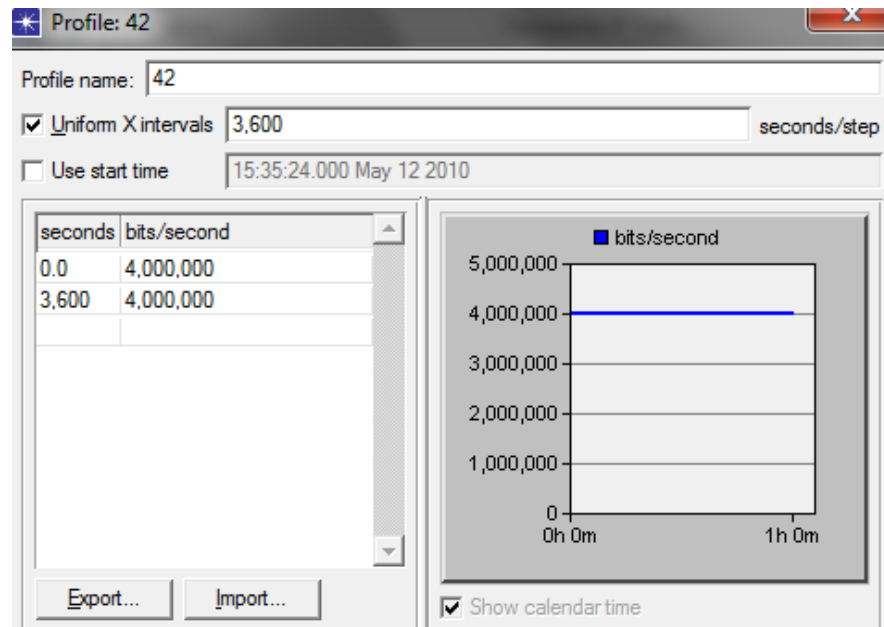 Profile: 42
Profile name: 42
Uniform X intervals 3,600 seconds/step
Use start time 15:35:24.000 May 12 2010
seconds bits/second
0.0 4,000,000
3,600 4,000,000
Export... Import...
bits/second
5,000,000
4,000,000
3,000,000
2,000,000
1,000,000
0
0h 0m 1h 0m
Show calendar time